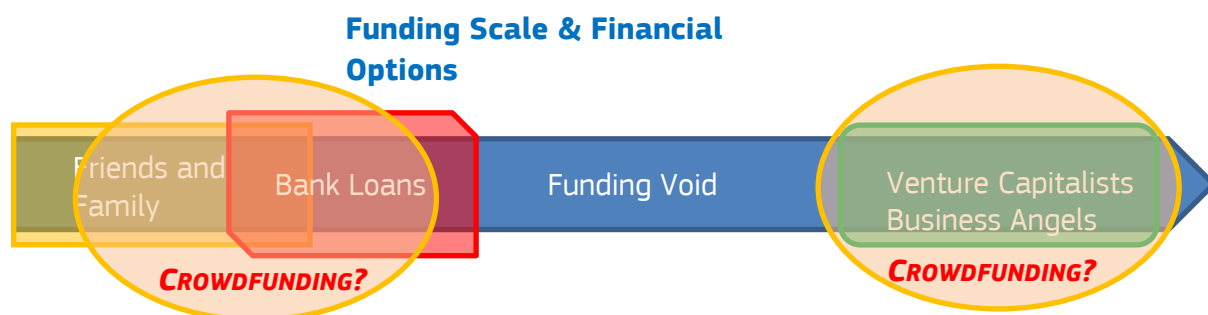 Funding Scale & Financial
Options
Friends and
Family
Bank Loans
Funding Void
Venture Capitalists
Business Angels
CROWDFUNDING?
CROWDFUNDING?